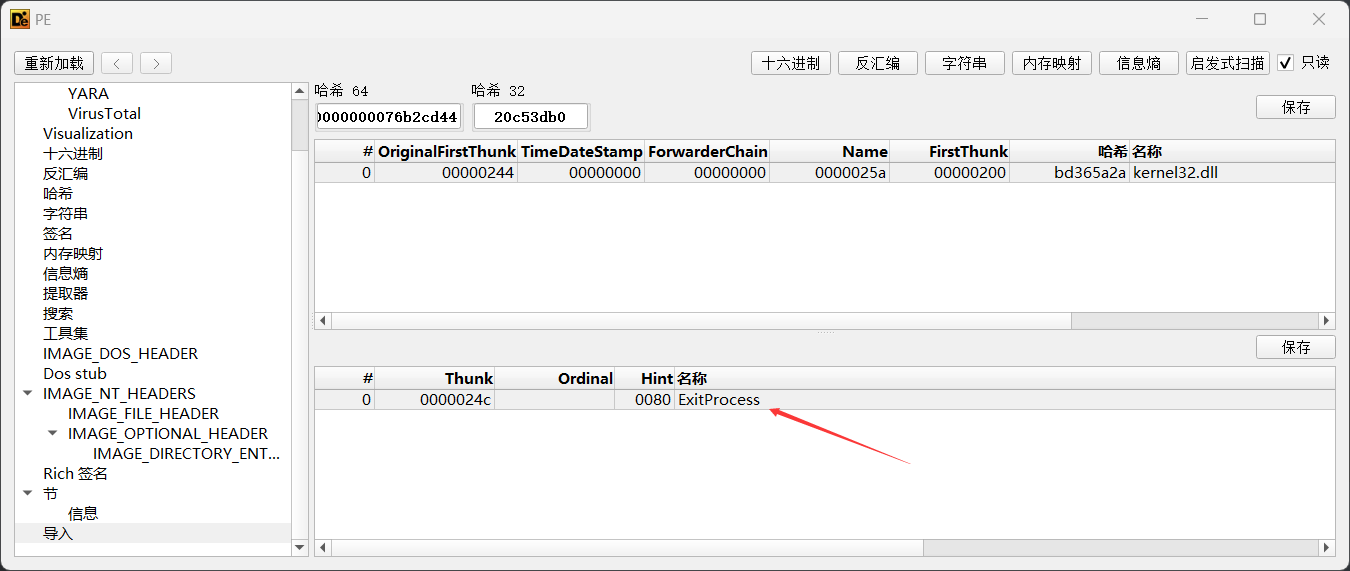 PE
重新加载 < > 十六进制 反汇编 字符串 内存映射 信息熵 启发式扫描 只读
YARA
VirusTotal
Visualization
十六进制
反汇编
哈希
字符串
签名
内存映射
信息熵
提取器
搜索
工具集
IMAGE_DOS_HEADER
Dos stub
IMAGE_NT_HEADERS
IMAGE_FILE_HEADER
IMAGE_OPTIONAL_HEADER
IMAGE_DIRECTORY_ENT...
Rich 签名
节
信息
导入
哈希 64 哈希 32
0000000076b2cd44 20c53db0 保存
# OriginalFirstThunk TimeDateStamp ForwarderChain Name FirstThunk 哈希 名称
0 00000244 00000000 00000000 0000025a 00000200 bd365a2a kernel32.dll
保存
# Thunk Ordinal Hint 名称
0 0000024c 0080 ExitProcess